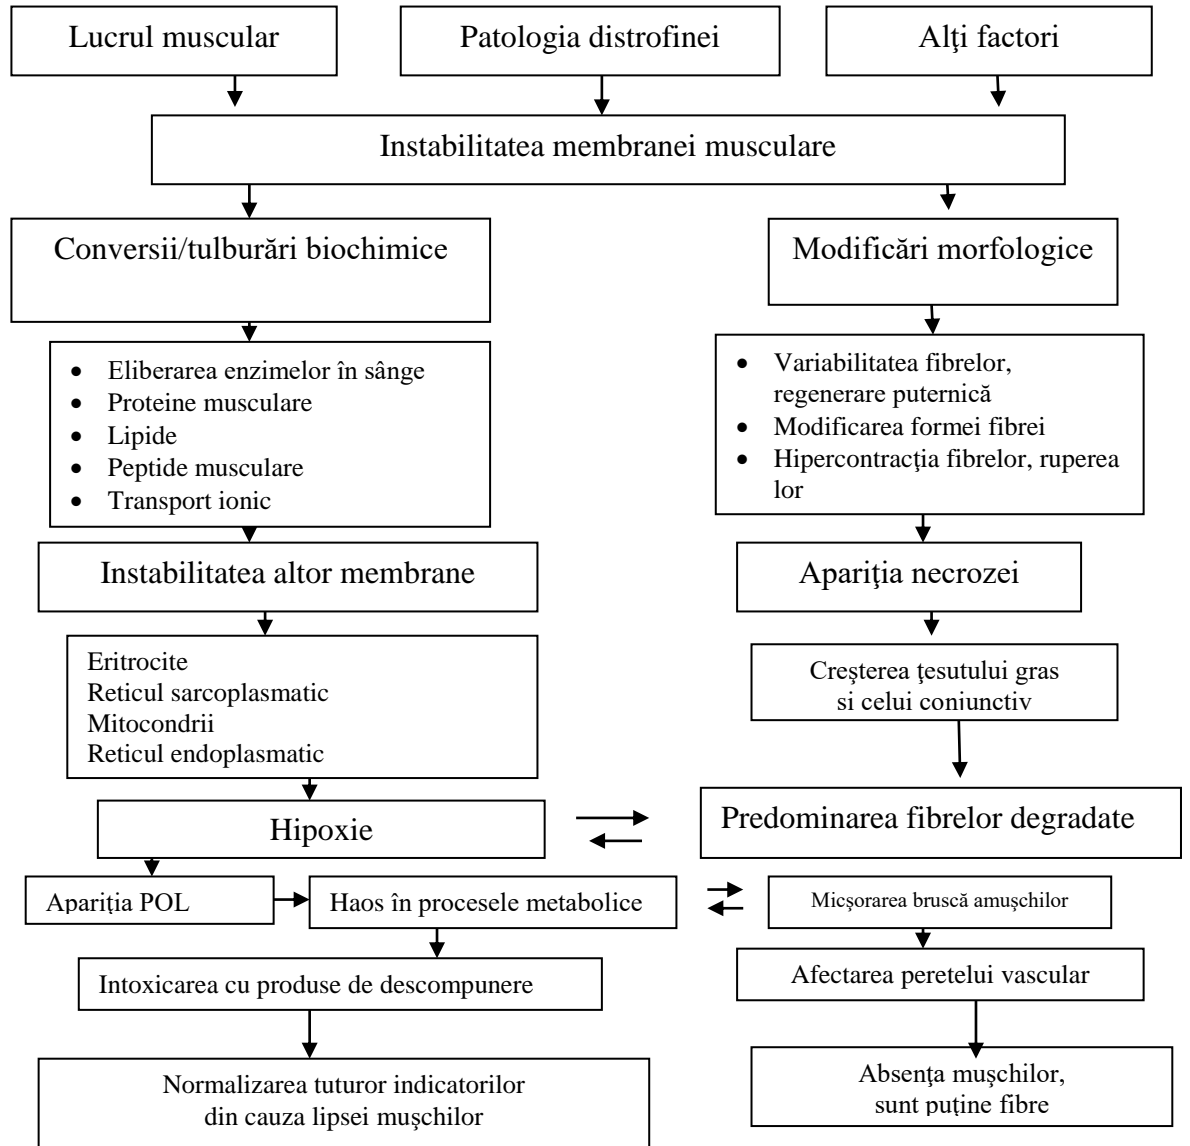 Lucrul muscular
Patologia distrofinei
Alţi factori
Instabilitatea membranei musculare
Conversii/tulburări biochimice
Modificări morfologice
• Eliberarea enzimelor în sânge
• Proteine musculare
• Lipide
• Peptide musculare
• Transport ionic
• Variabilitatea fibrelor,
regenerare puternică
• Modificarea formei fibrei
• Hipercontracţia fibrelor, ruperea
lor
Instabilitatea altor membrane
Apariţia necrozei
Eritrocite
Reticul sarcoplasmatic
Mitocondrii
Reticul endoplasmatic
Creşterea ţesutului gras
si celui conjunctiv
Hipoxie
Predominarea fibrelor degradate
Apariţia POL
Haos în procesele metabolice
Micşorarea bruscă amuşchilor
Intoxicarea cu produse de descompunere
Afectarea peretelui vascular
Normalizarea tuturor indicatorilor
din cauza lipsei muşchilor
Absenţa muşchilor,
sunt puţine fibre